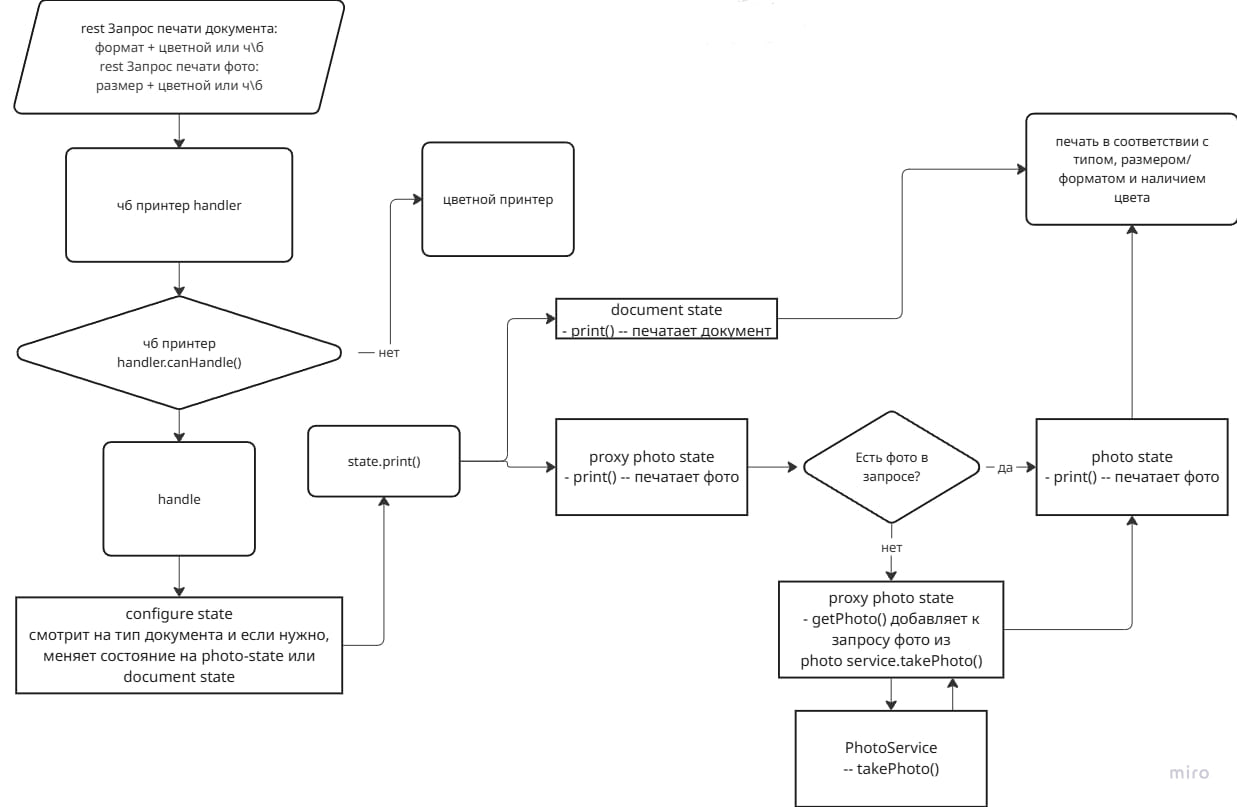 rest Запрос печати документа:
формат + цветной или ч\б
rest Запрос печати фото:
размер + цветной или ч\б
чб принтер handler
цветной принтер
чб принтер
handler.canHandle()
нет
handle
configure state
смотрит на тип документа и если нужно,
меняет состояние на photo-state или
document state
state.print()
document state
- print() -- печатает документ
proxy photo state
- print() -- печатает фото
Есть фото в
запросе?
да
нет
photo state
- print() -- печатает фото
печать в соответствии с
типом, размером/
форматом и наличием
цвета
proxy photo state
- getPhoto() добавляет к
запросу фото из
photo service.takePhoto()
PhotoService
-- takePhoto()
miro